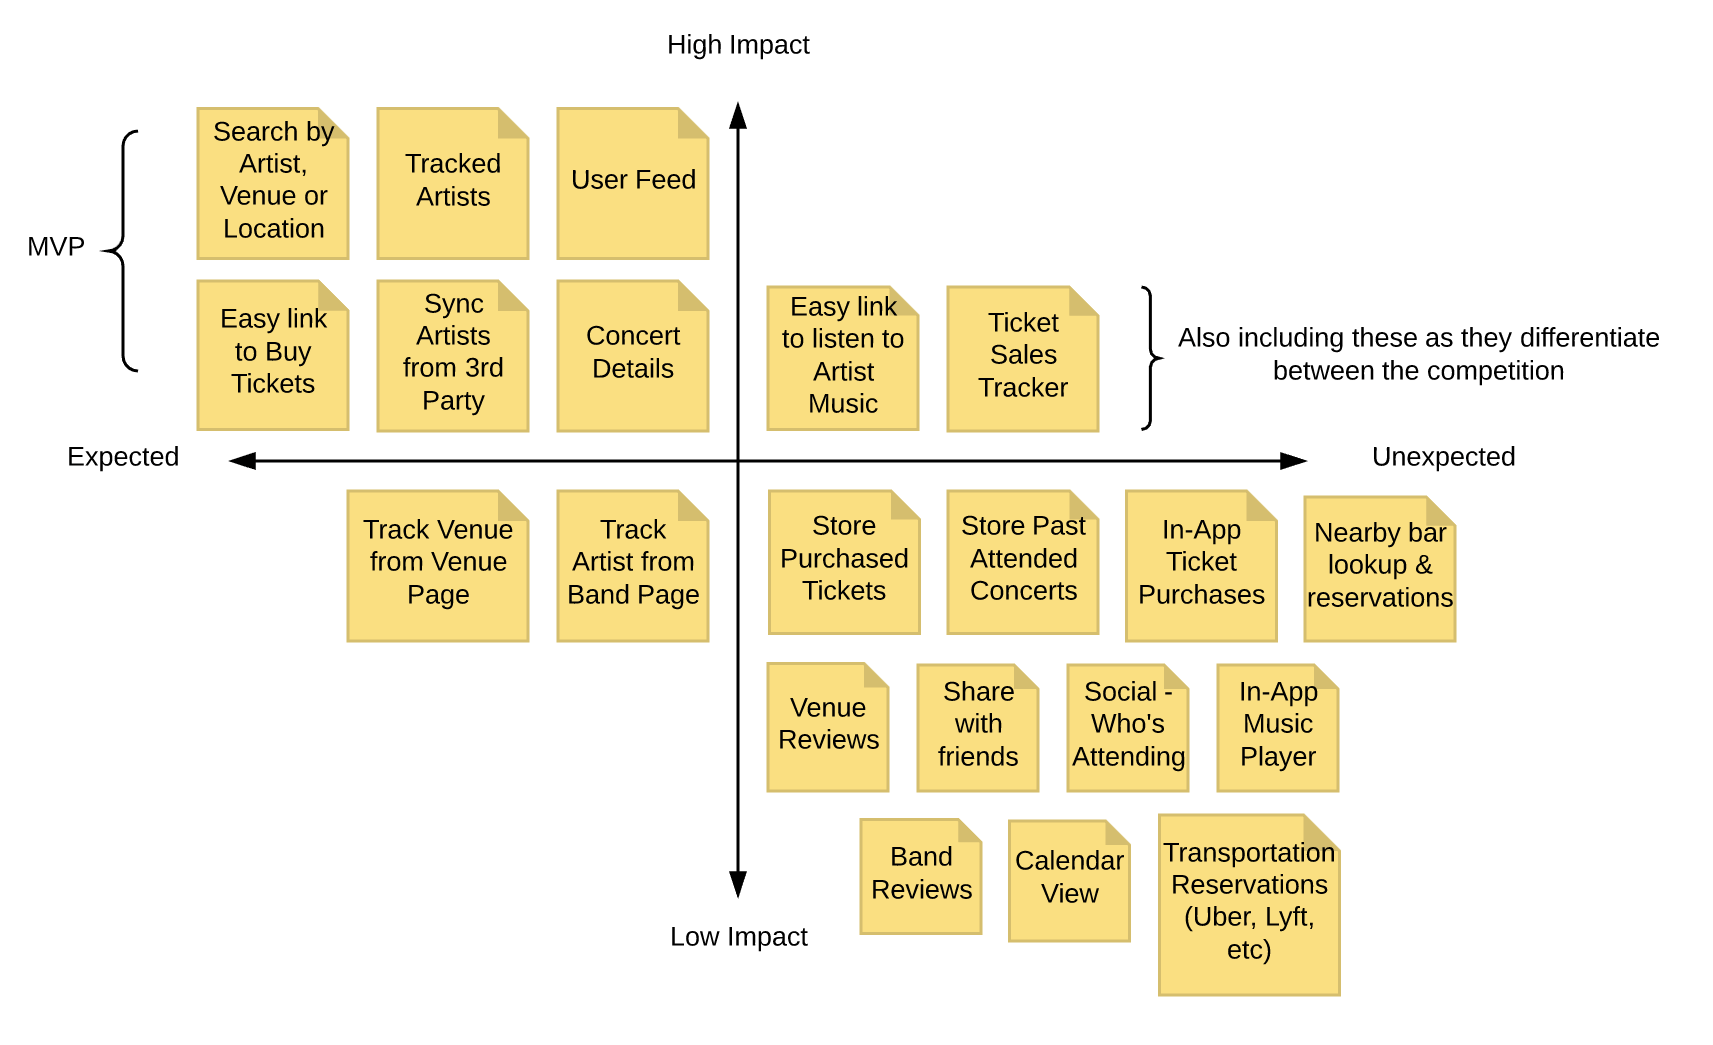 High Impact
MVP
Search by
Artist,
Venue or
Location
Tracked
Artists
User Feed
Easy link
to Buy
Tickets
Sync
Artists
from 3rd
Party
Concert
Details
Easy link
to listen to
Artist
Music
Ticket
Sales
Tracker
Also including these as they differentiate
between the competition
Expected
Unexpected
Track Venue
from Venue
Page
Track
Artist from
Band Page
Store
Purchased
Tickets
Store Past
Attended
Concerts
In-App
Ticket
Purchases
Nearby bar
lookup &
reservations
Venue
Reviews
Share
with
friends
Social -
Who's
Attending
In-App
Music
Player
Band
Reviews
Calendar
View
Transportation
Reservations
(Uber, Lyft,
etc)
Low Impact